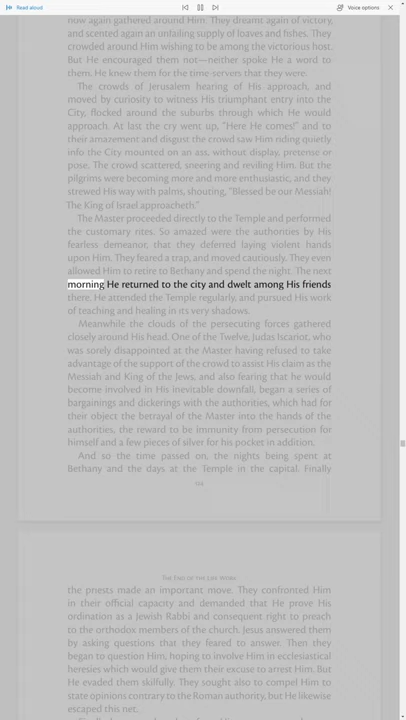 Read aloud
Voice options
now again gathered around Him. They dreamt again of victory,
and scented again an unfailing supply of loaves and fishes. They
crowded around Him wishing to be among the victorious host.
But He encouraged them not—neither spoke He a word to
them. He knew them for the time-servers that they were.
The crowds of Jerusalem hearing of His approach, and
moved by curiosity to witness His triumphant entry into the
City, flocked around the suburbs through which He would
approach. At last the cry went up, "Here He comes!" and to
their amazement and disgust the crowd saw Him riding quietly
into the City mounted on an ass, without display, pretense or
pose. The crowd scattered, sneering and reviling Him. But the
pilgrims were becoming more and more enthusiastic, and they
strewed His way with palms, shouting, "Blessed be our Messiah!
The King of Israel approacheth."
The Master proceeded directly to the Temple and performed
the customary rites. So amazed were the authorities by His
fearless demeanor, that they deferred laying violent hands
upon Him. They feared a trap, and moved cautiously. They even
allowed Him to retire to Bethany and spend the night. The next
morning He returned to the city and dwelt among His friends
there. He attended the Temple regularly, and pursued His work
of teaching and healing in its very shadows.
Meanwhile the clouds of the persecuting forces gathered
closely around His head. One of the Twelve, Judas Iscariot, who
was sorely disappointed at the Master having refused to take
advantage of the support of the crowd to assist His claim as the
Messiah and King of the Jews, and also fearing that he would
become involved in His inevitable downfall, began a series of
bargainings and dickerings with the authorities, which had for
their object the betrayal of the Master into the hands of the
authorities, the reward to be immunity from persecution for
himself and a few pieces of silver for his pocket in addition.
And so the time passed on, the nights being spent at
Bethany and the days at the Temple in the capital. Finally
The End of the Life Work
the priests made an important move. They confronted Him
in their official capacity and demanded that He prove His
ordination as a Jewish Rabbi and consequent right to preach
to the orthodox members of the church. Jesus answered them
by asking questions that they feared to answer. Then they
began to question Him, hoping to involve Him in ecclesiastical
heresies which would give them their excuse to arrest Him. But
He evaded them skilfully. They sought also to compel Him to
state opinions contrary to the Roman authority, but He likewise
escaped this net.